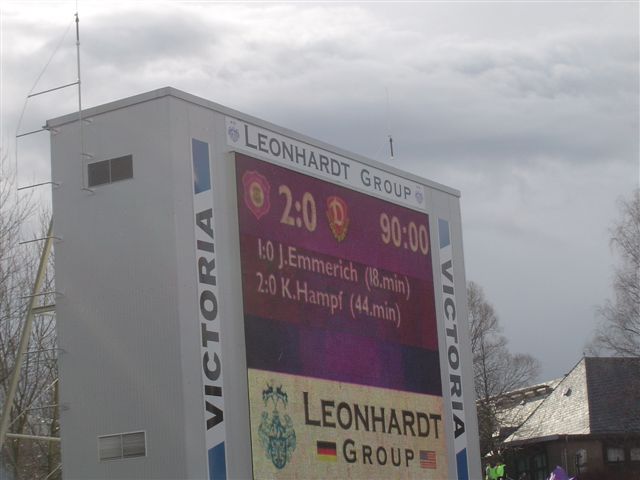 LEONHARDT GROUP
2:0 D 90:00
1:0 J.Emmerich (18.min)
2:0 K.Hampf (44.min)
VICTORIA
VICTORIA
LEONHARDT
GROUP